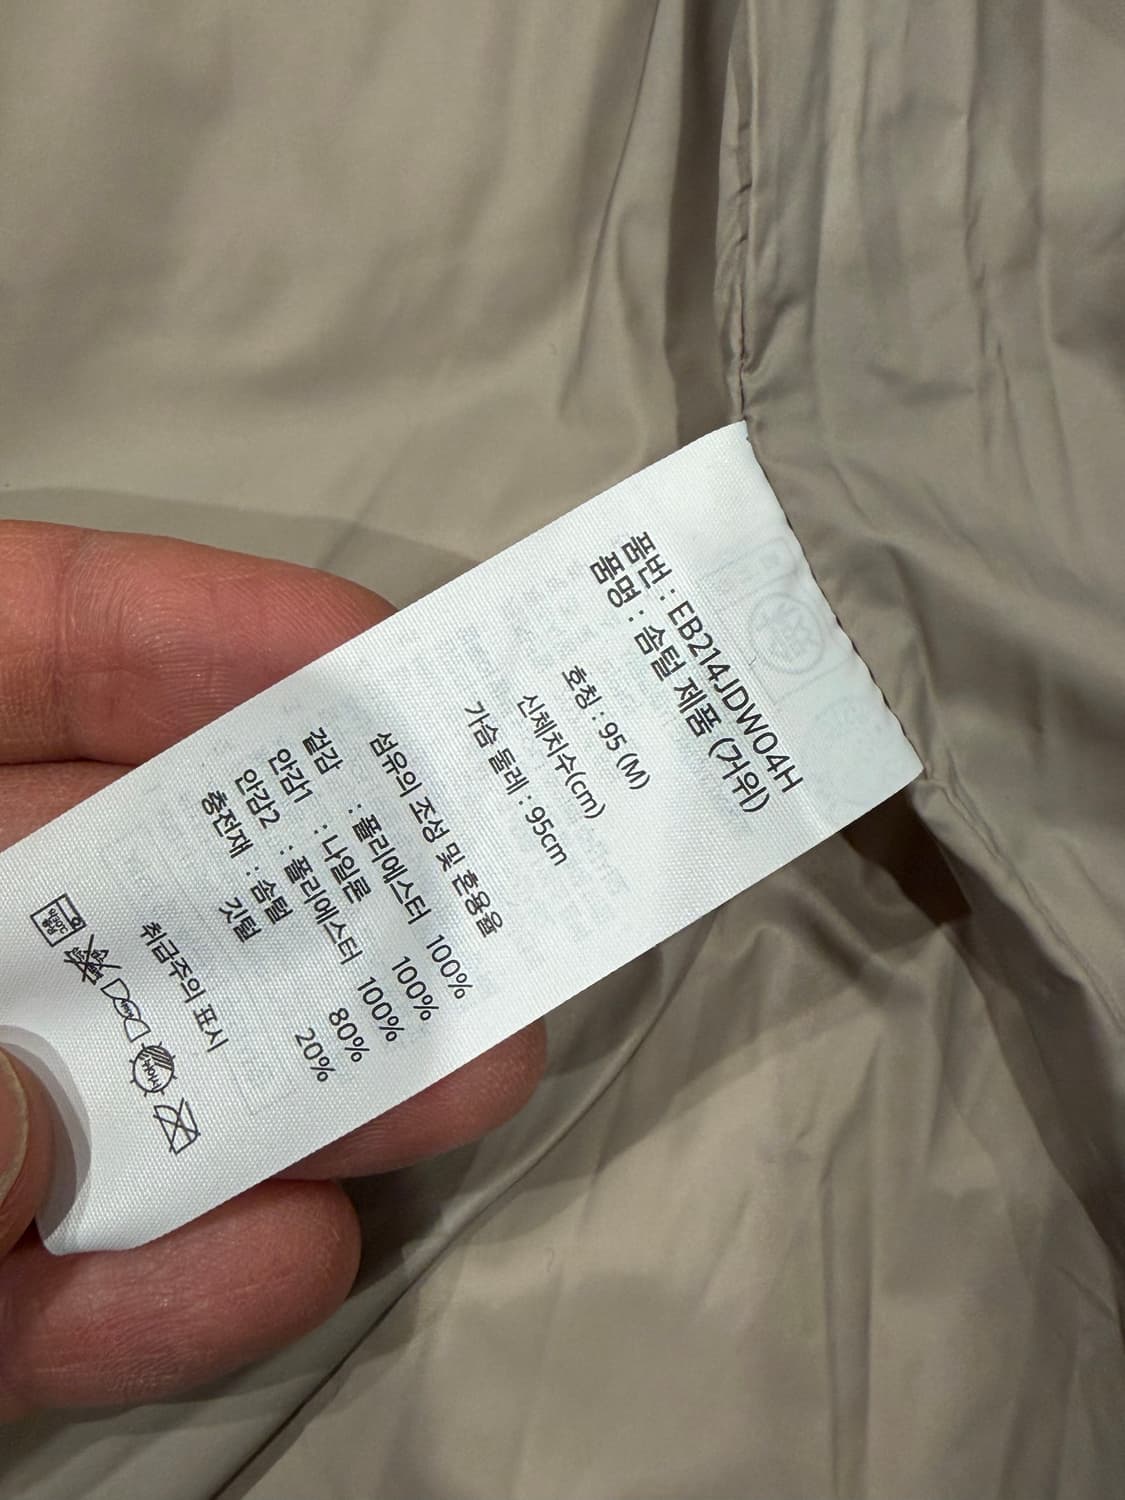 품번 : EB214JDW04H
품명 : 솜털 제품 (거위)
호칭 : 95 (M)
신체치수(cm)
가슴 둘레 : 95cm
섬유의 조성 및 혼용율
겉감 : 폴리에스터 100%
안감1 : 나일론 100%
안감2 : 폴리에스터 100%
충전재 : 솜털 80%
깃털 20%
취급주의 표시